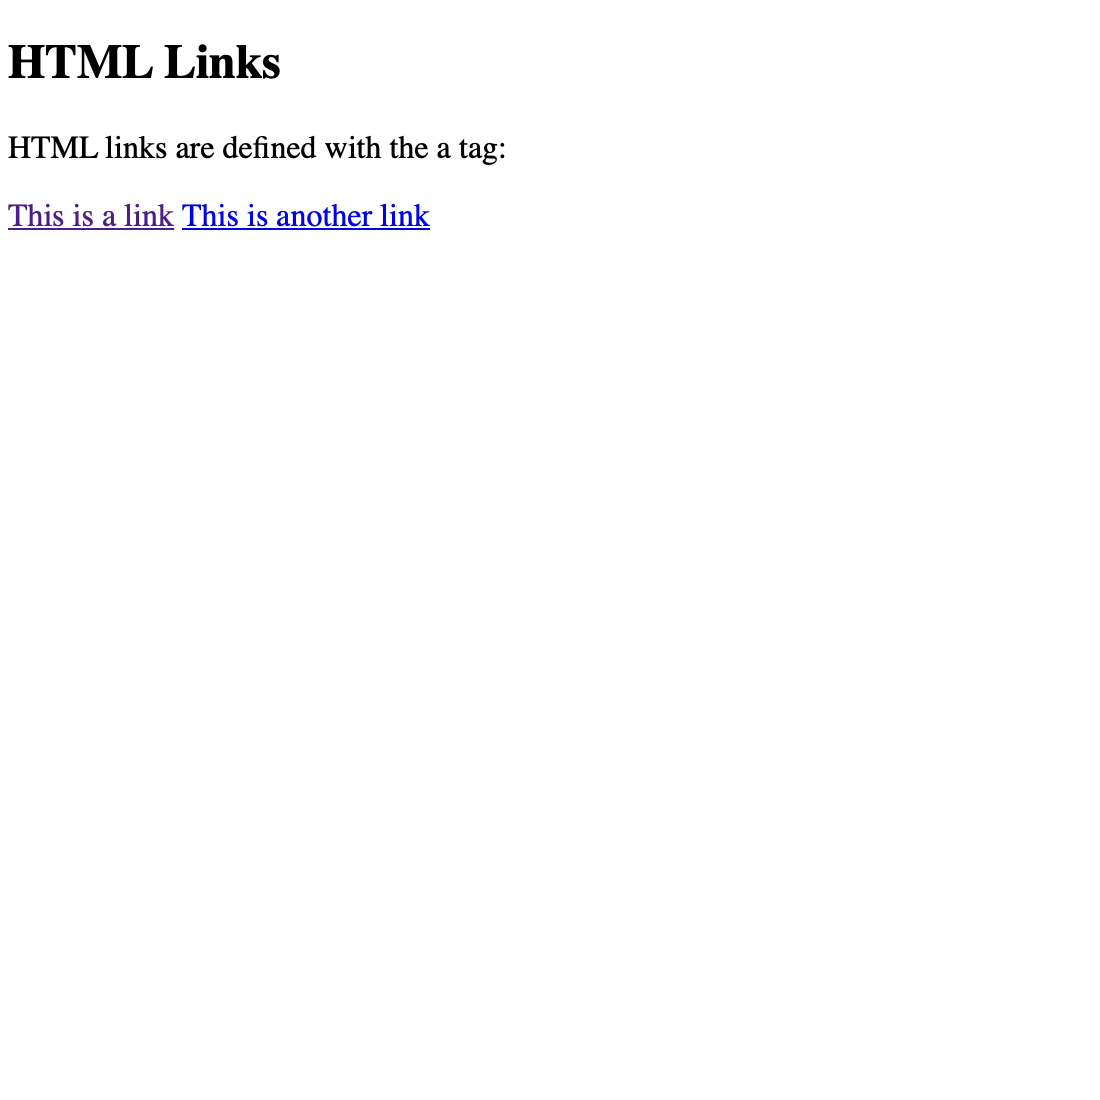 HTML Links
HTML links are defined with the a tag:
This is a link This is another link